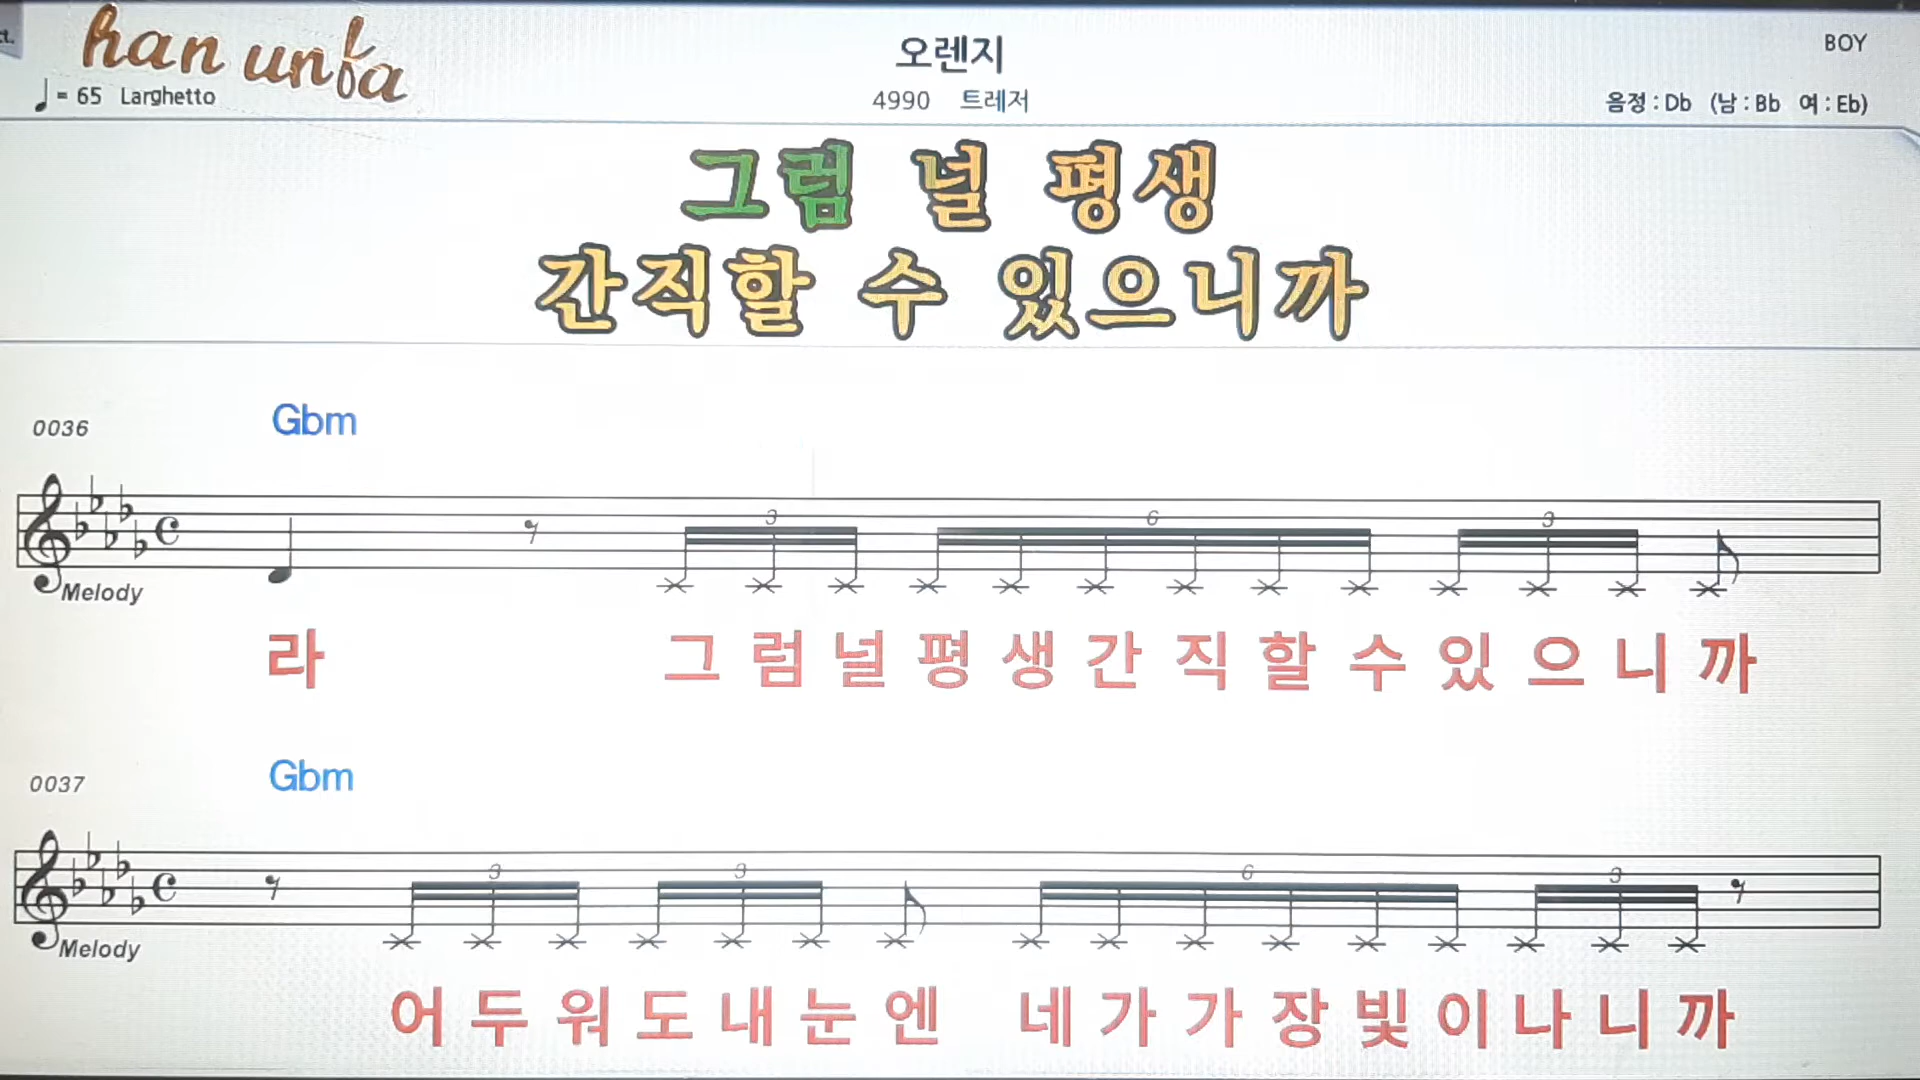 ct.
han unfa
오렌지
BOY
= 65 Larghetto
4990 트레저
음정 : Db (남 : Bb 여 : Eb)
그럼 널 평생
간직할 수 있으니까
0036
Gbm
3 6 3
Melody
라 그 럼 널 평 생 간 직 할 수 있 으 니 까
0037
Gbm
3 3 6 3
Melody
어 두 워 도 내 눈 엔 네 가 가 장 빛 이 나 니 까